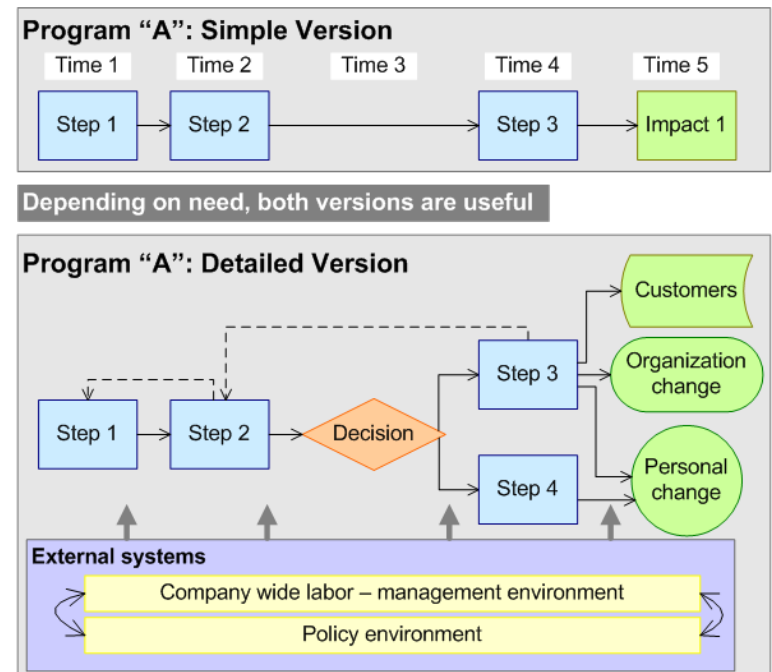 Program “A”: Simple Version
Time 1
Time 2
Time 3
Time 4
Time 5
Step 1
Step 2
Step 3
Impact 1
Depending on need, both versions are useful
Program “A”: Detailed Version
Customers
Organization
change
Step 3
Step 1
Step 2
Decision
Step 4
Personal
change
External systems
Company wide labor – management environment
Policy environment